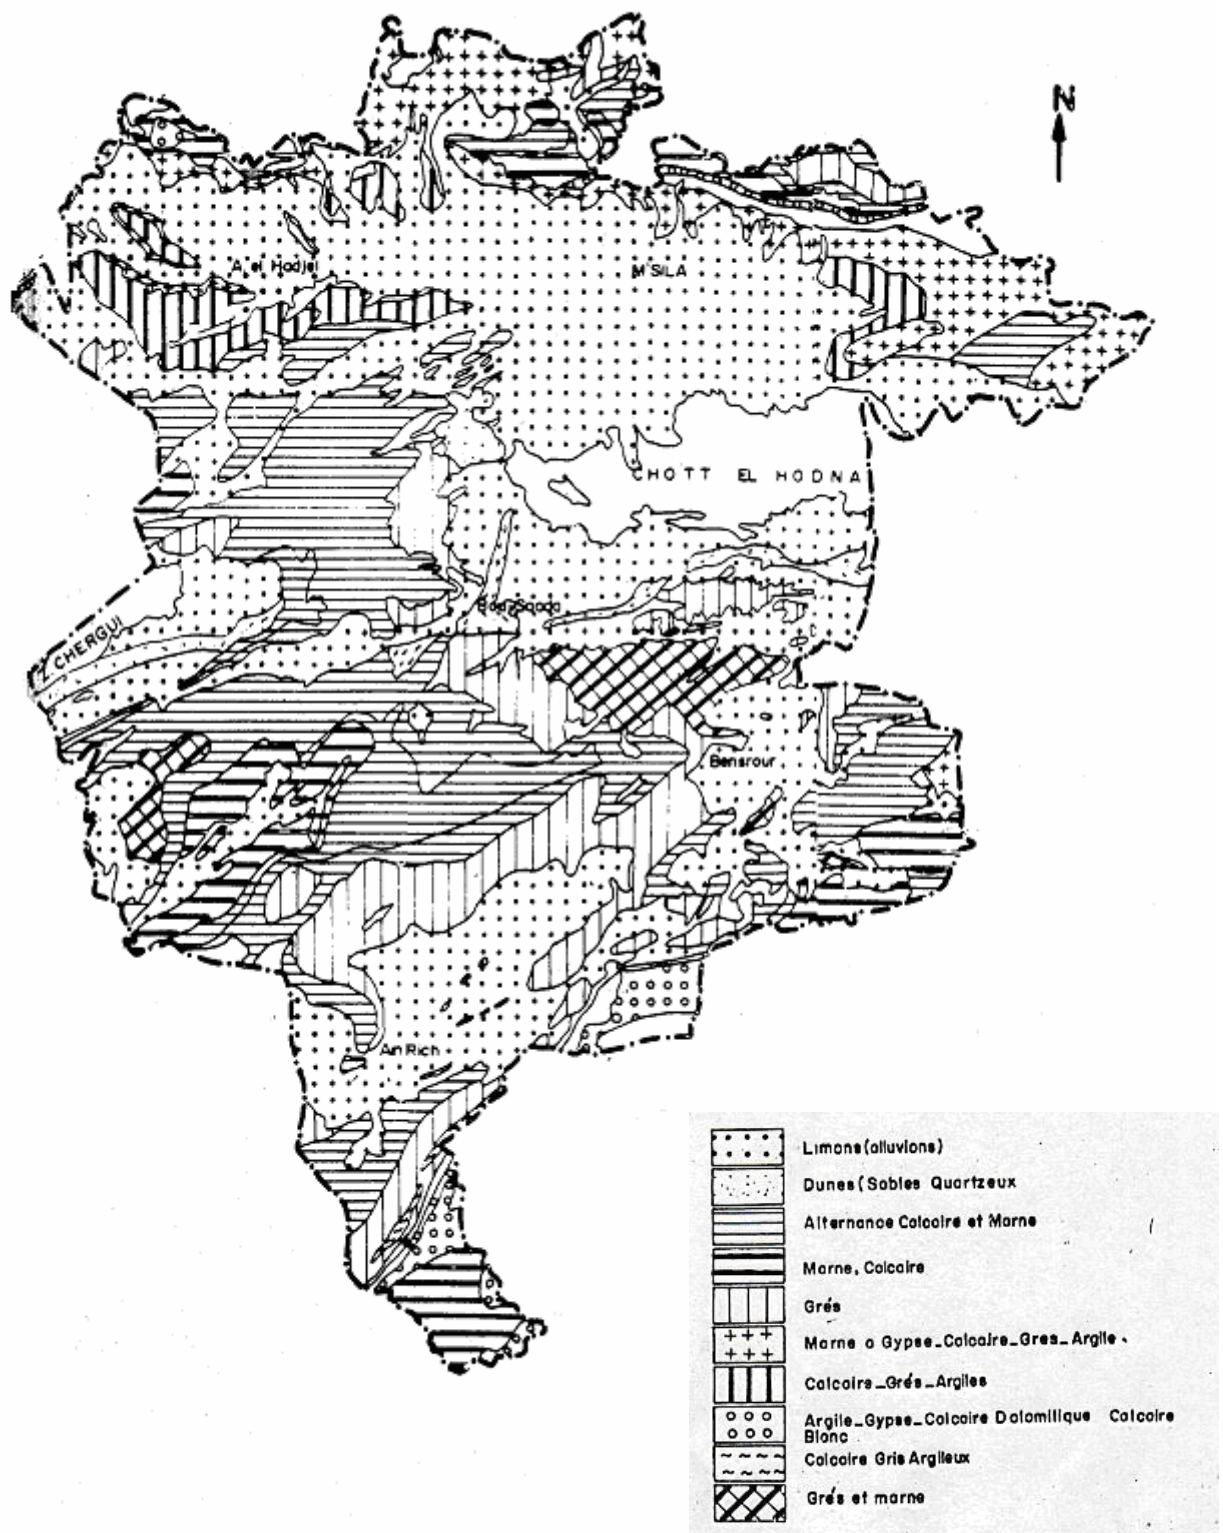 N
A. el Hadjel
M'SILA
CHOTT EL HODNA
Bou Saada
Z. CHERGUI
Bensrour
Ain Rich
Limons (alluvions)
Dunes (Sables Quartzeux
Alternance Calcaire et Marne
Marne, Calcaire
Grés
Marne a Gypse_Calcaire_Gres_Argile.
Calcaire_Grés_Argiles
Argile_Gypse_Calcaire Dolomitique Calcaire
Blanc
Calcaire Gris Argileux
Grés et marne